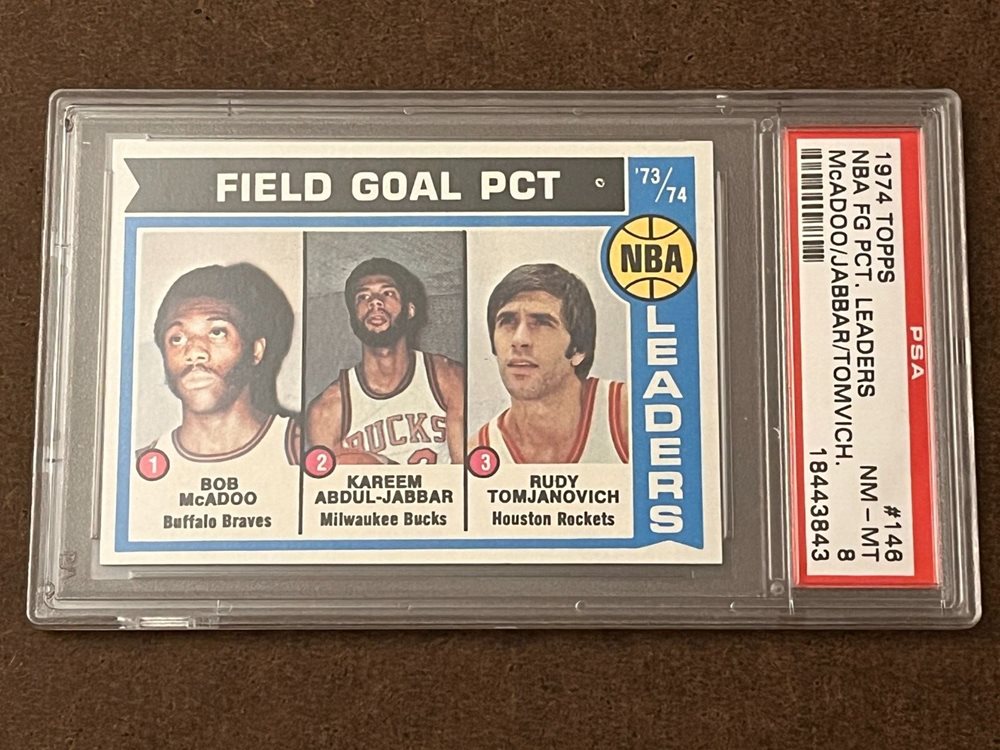 FIELD GOAL PCT
'73/74
NBA
LEADERS
BUCKS
1
2
3
BOB
McADOO
Buffalo Braves
KAREEM
ABDUL-JABBAR
Milwaukee Bucks
RUDY
TOMJANOVICH
Houston Rockets
PSA
1974 TOPPS #146
NBA FG PCT. LEADERS NM - MT
McADOO/JABBAR/TOMVICH. 8
18443843